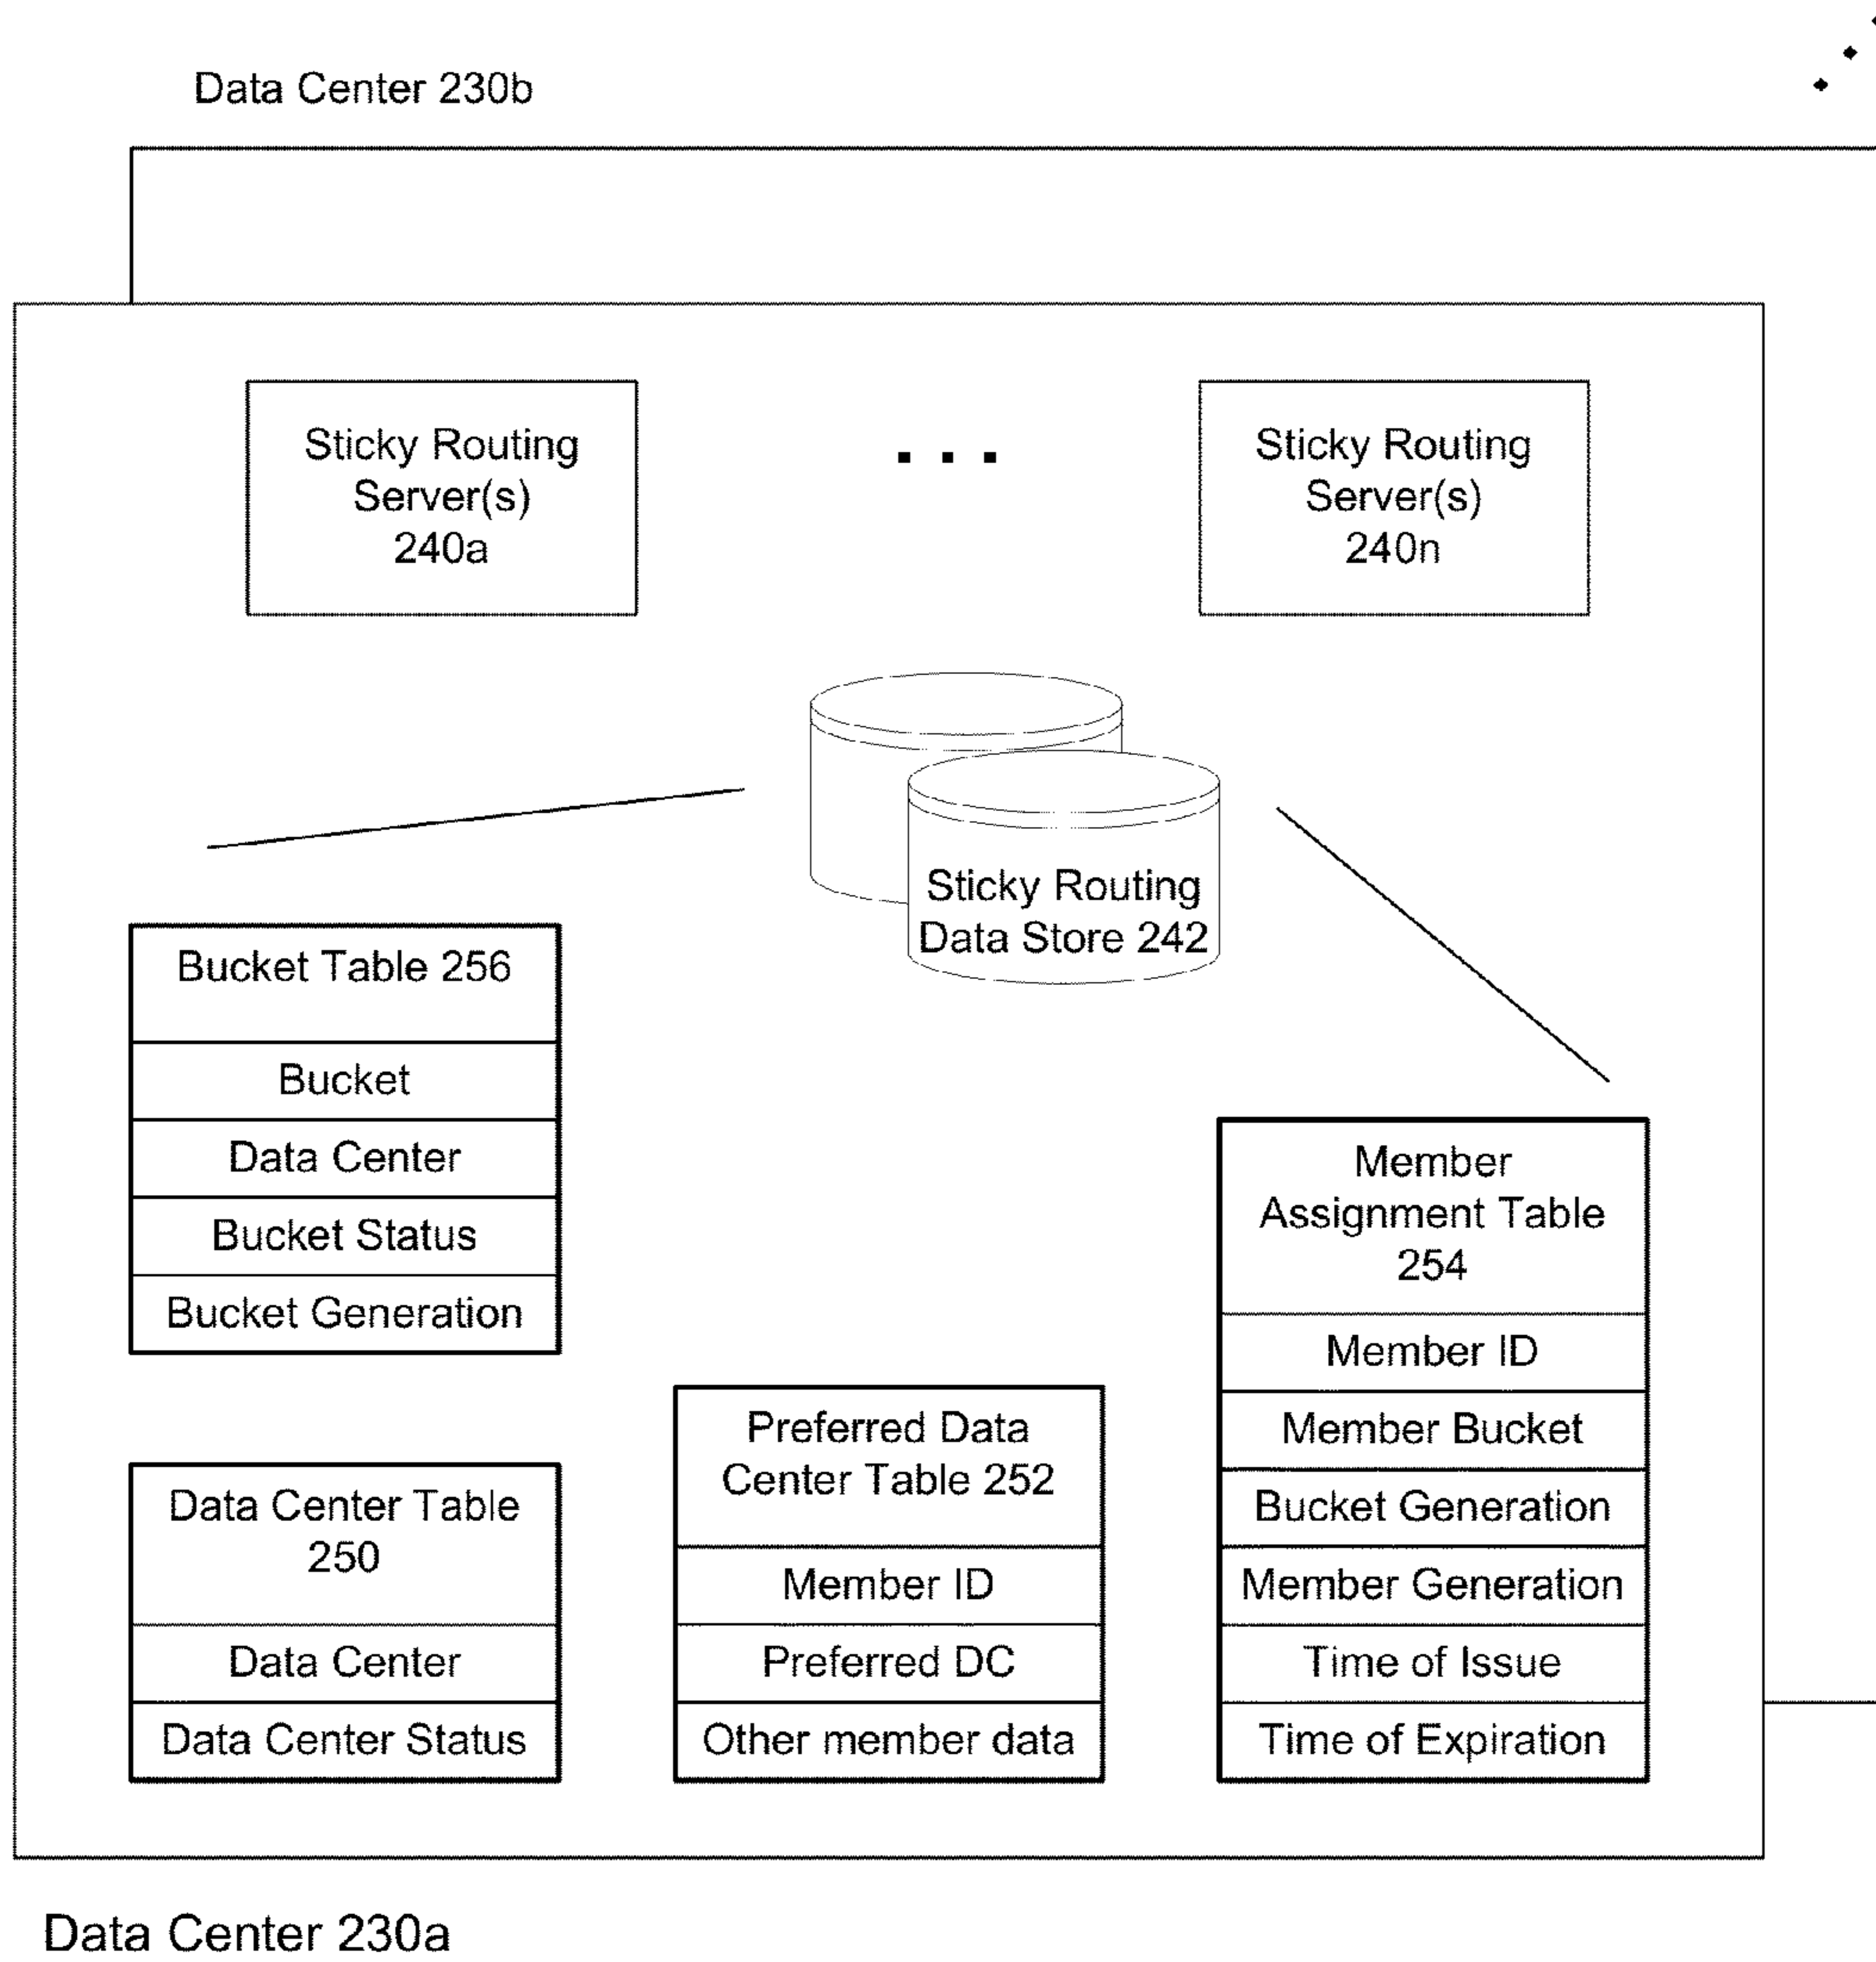 Data Center 230b
Sticky Routing
Server(s)
240a
. . .
Sticky Routing
Server(s)
240n
Sticky Routing
Data Store 242
Bucket Table 256
Bucket
Data Center
Bucket Status
Bucket Generation
Member
Assignment Table
254
Member ID
Member Bucket
Bucket Generation
Member Generation
Time of Issue
Time of Expiration
Preferred Data
Center Table 252
Member ID
Preferred DC
Other member data
Data Center Table
250
Data Center
Data Center Status
Data Center 230a